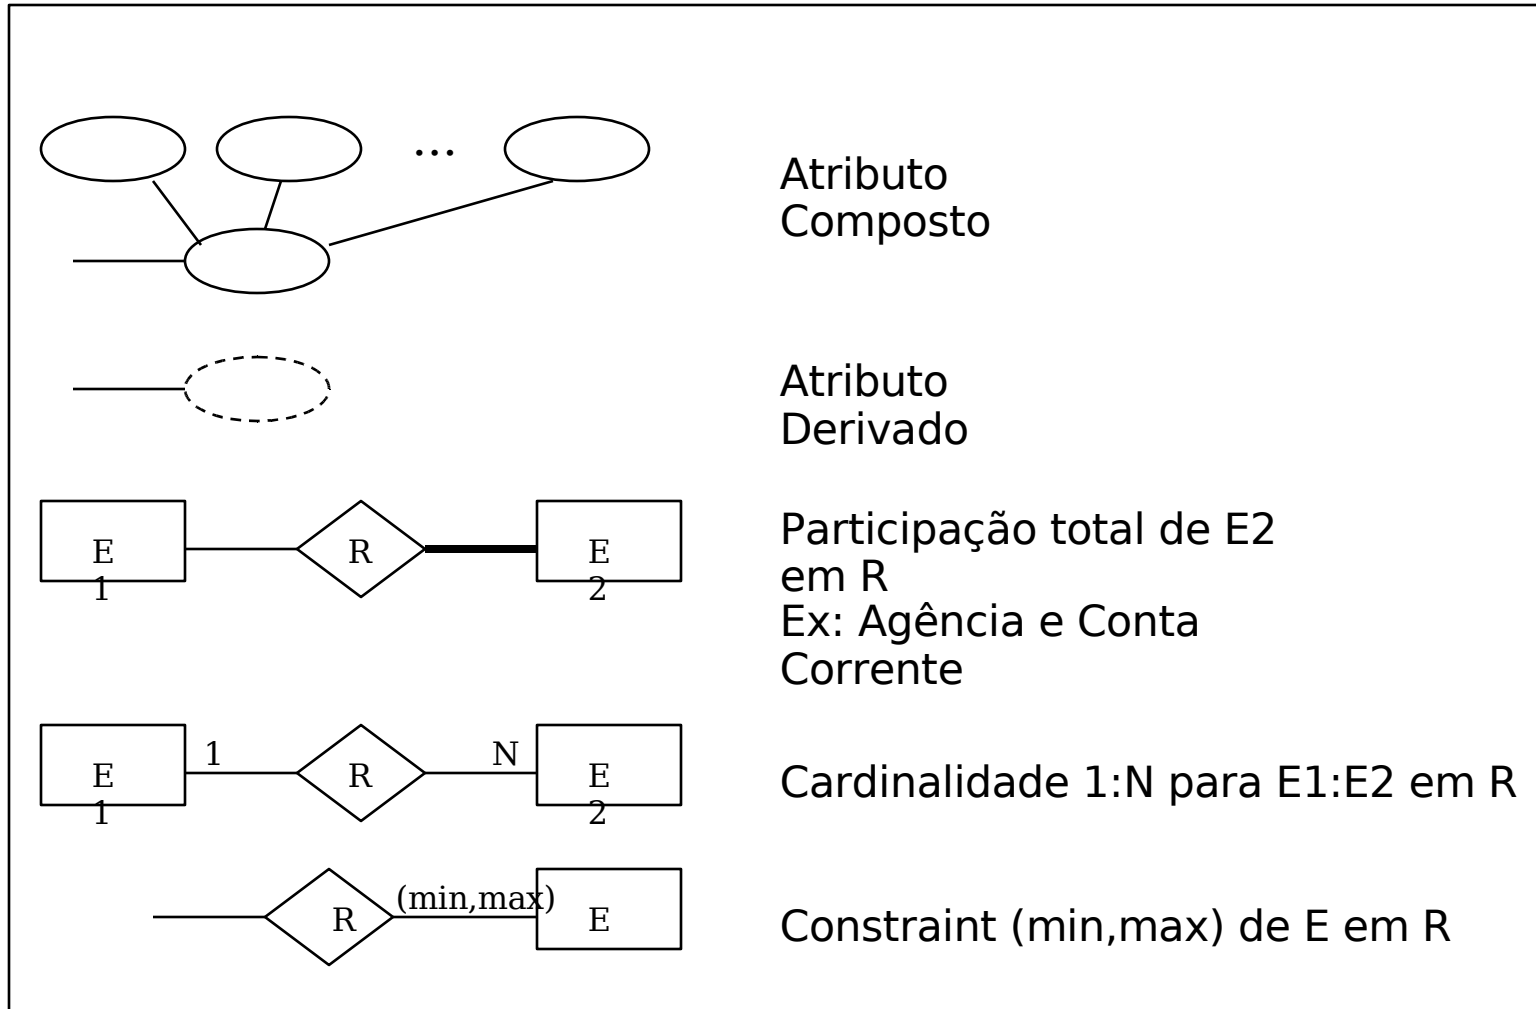 ...
Atributo
Composto
Atributo
Derivado
E
1
R
E
2
Participação total de E2
em R
Ex: Agência e Conta
Corrente
E
1
1
R
N
E
2
Cardinalidade 1:N para E1:E2 em R
R
(min,max)
E
Constraint (min,max) de E em R